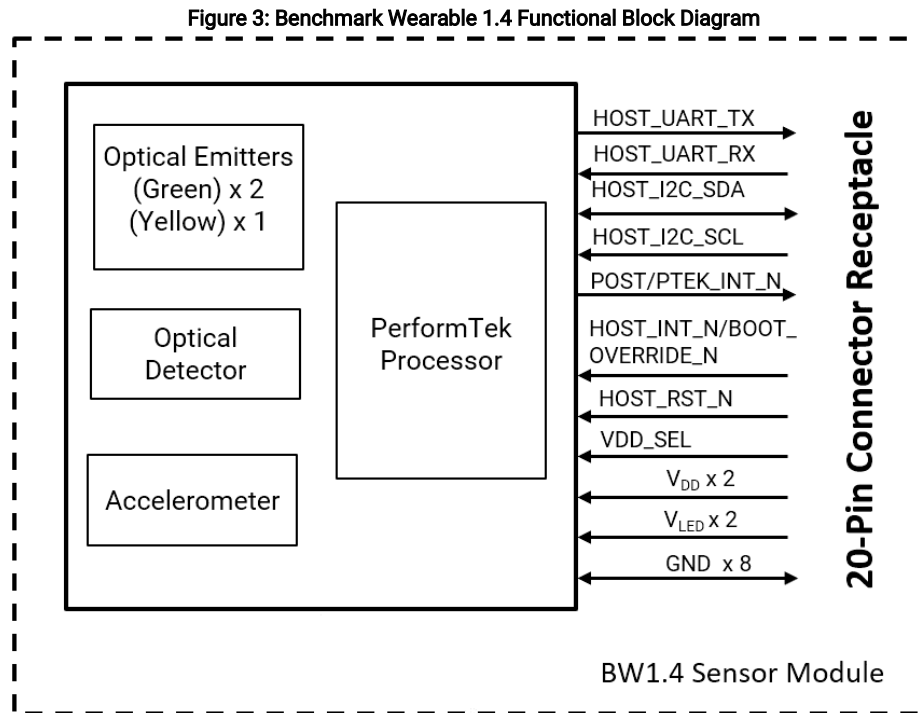 Figure 3: Benchmark Wearable 1.4 Functional Block Diagram
Optical Emitters
(Green) x 2
(Yellow) x 1
Optical
Detector
Accelerometer
PerformTek
Processor
HOST_UART_TX
HOST_UART_RX
HOST_I2C_SDA
HOST_I2C_SCL
POST/PTEK_INT_N
HOST_INT_N/BOOT_
OVERRIDE_N
HOST_RST_N
VDD_SEL
VDD x 2
VLED x 2
GND x 8
20-Pin Connector Receptacle
BW1.4 Sensor Module